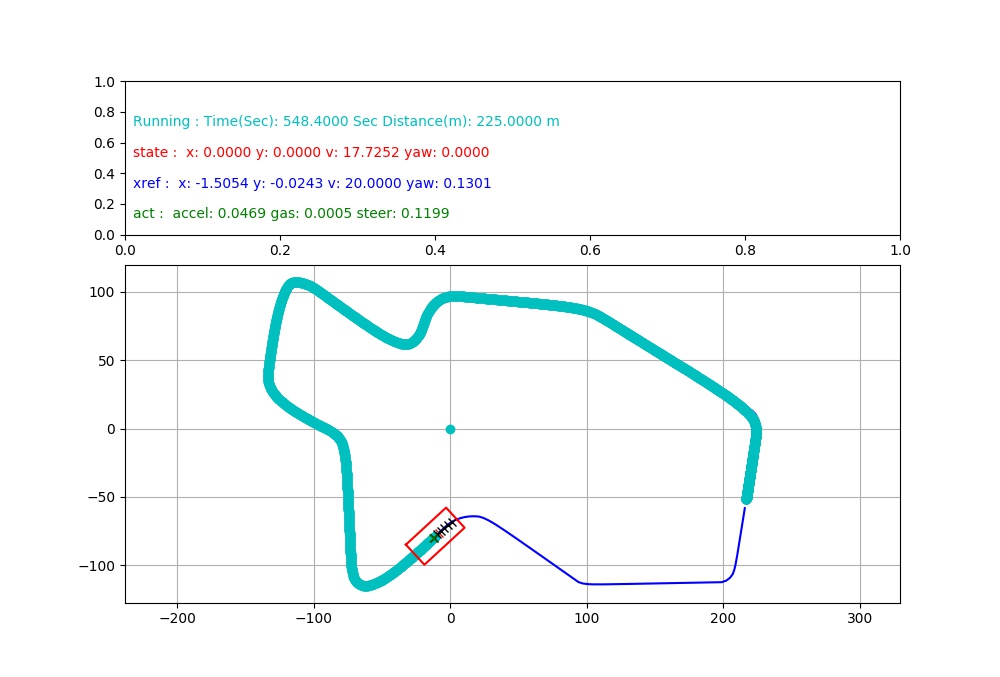 1.0
0.8
0.6
0.4
0.2
0.0
Running : Time(Sec): 548.4000 Sec Distance(m): 225.0000 m
state :  x: 0.0000 y: 0.0000 v: 17.7252 yaw: 0.0000
xref :  x: -1.5054 y: -0.0243 v: 20.0000 yaw: 0.1301
act :  accel: 0.0469 gas: 0.0005 steer: 0.1199
0.0 0.2 0.4 0.6 0.8 1.0
100
50
0
−50
−100
−200 −100 0 100 200 300